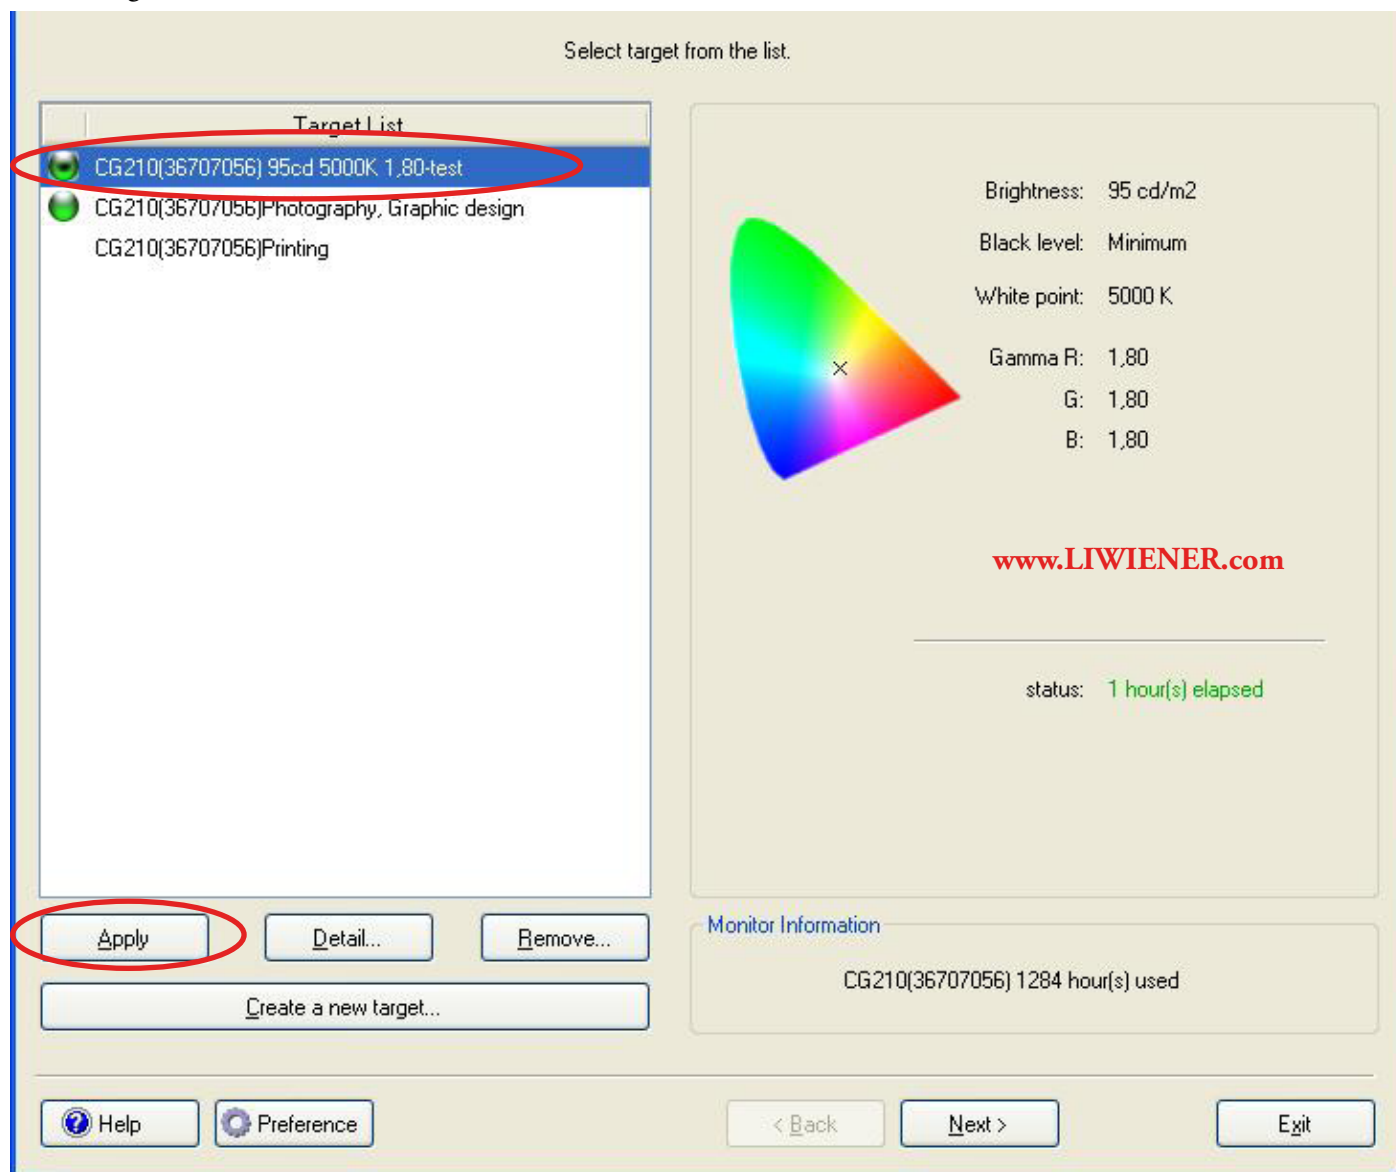 Select target from the list.
Target List
CG210(36707056) 95cd 5000K 1,80-test
CG210(36707056)Photography, Graphic design
CG210(36707056)Printing
Brightness: 95 cd/m2
Black level: Minimum
White point: 5000 K
Gamma R: 1,80
G: 1,80
B: 1,80
www.LIWIENER.com
status: 1 hour(s) elapsed
Apply
Detail...
Remove...
Create a new target...
Monitor Information
CG210(36707056) 1284 hour(s) used
Help
Preference
< Back
Next >
Exit